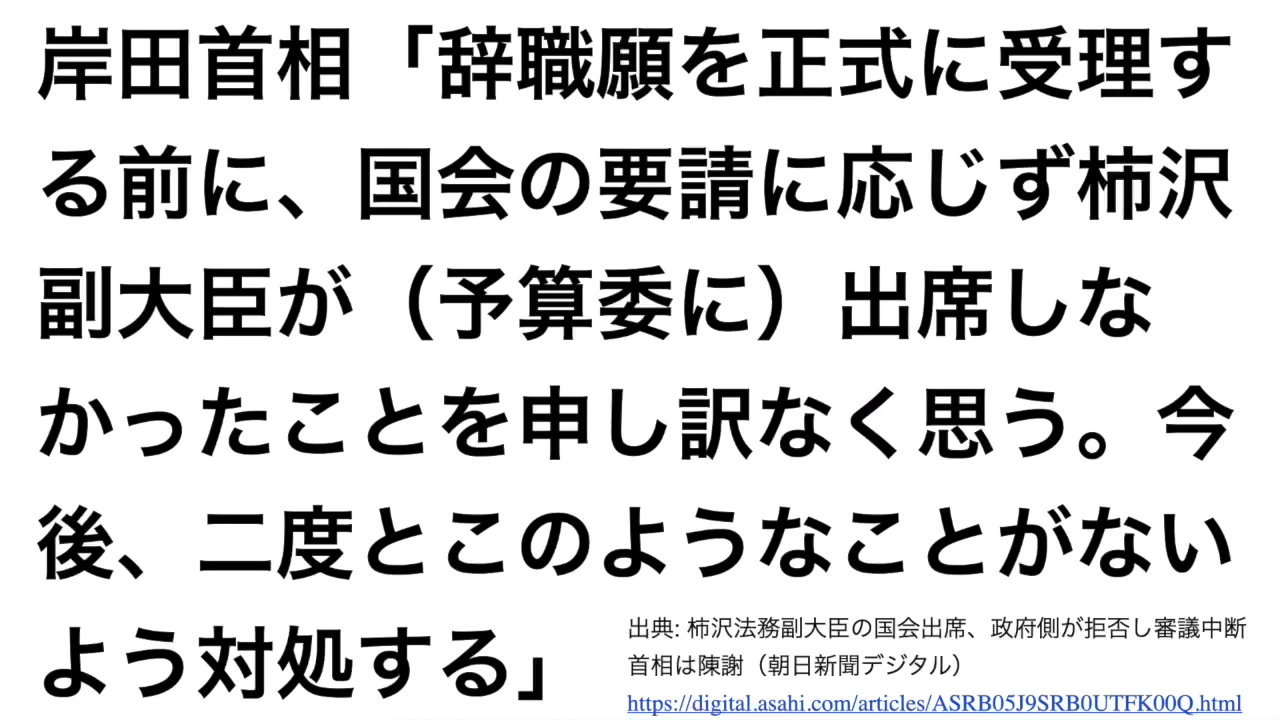 岸田首相「辞職願を正式に受理す
る前に、国会の要請に応じず柿沢
副大臣が（予算委に）出席しな
かったことを申し訳なく思う。今
後、二度とこのようなことがない
よう対処する」
出典: 柿沢法務副大臣の国会出席、政府側が拒否し審議中断
首相は陳謝（朝日新聞デジタル）
https://digital.asahi.com/articles/ASRB05J9SRB0UTFK00Q.html